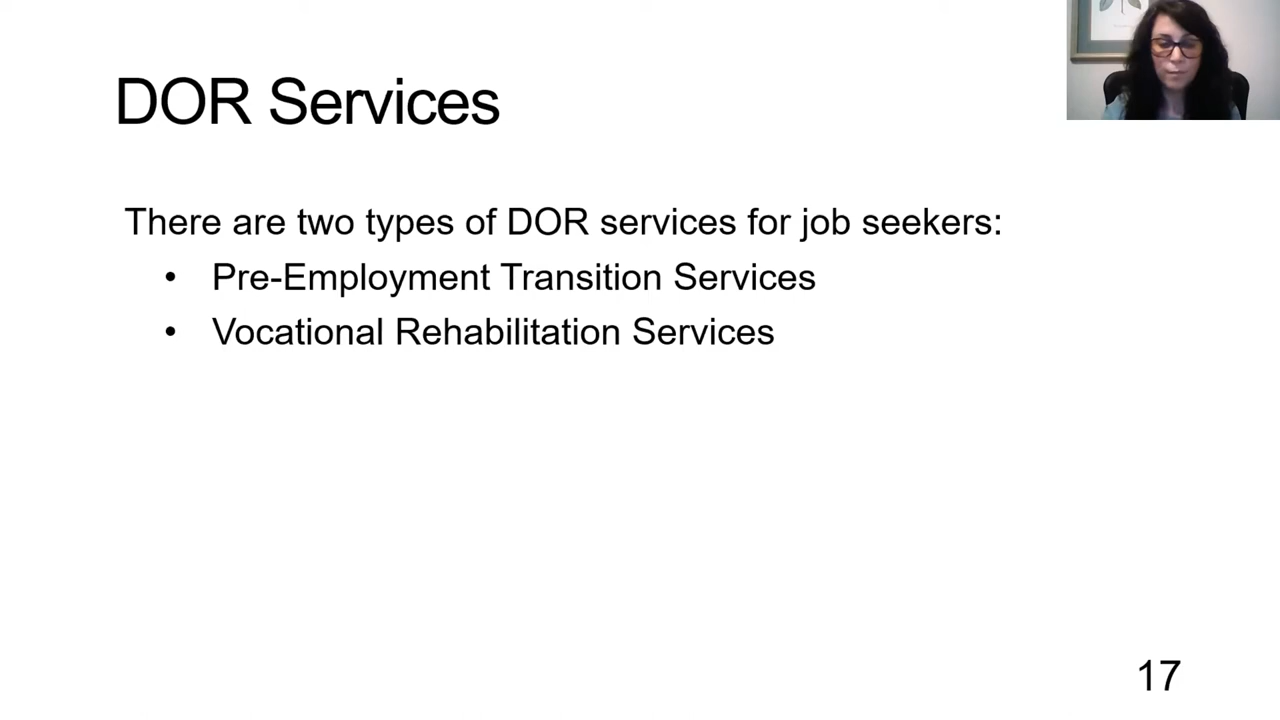 DOR Services
There are two types of DOR services for job seekers:
• Pre-Employment Transition Services
• Vocational Rehabilitation Services
17